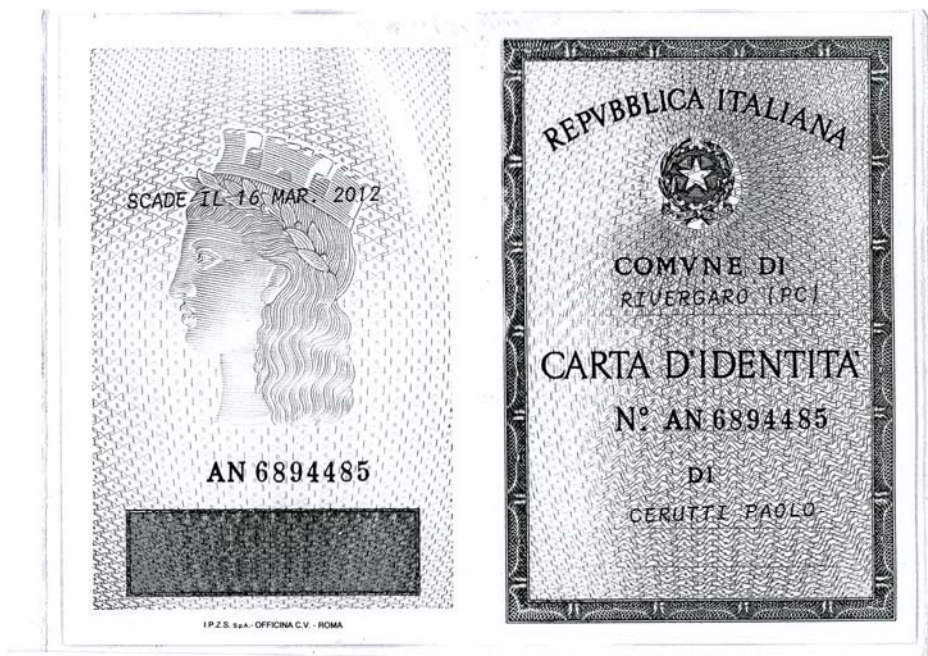 SCADE IL 16 MAR. 2012
AN 6894485
I.P.Z.S. S.p.A. - OFFICINA C.V. - ROMA
REPVBBLICA ITALIANA
COMVNE DI
RIVERGARO (PC)
CARTA D'IDENTITA'
N° AN 6894485
DI
CERUTTI PAOLO